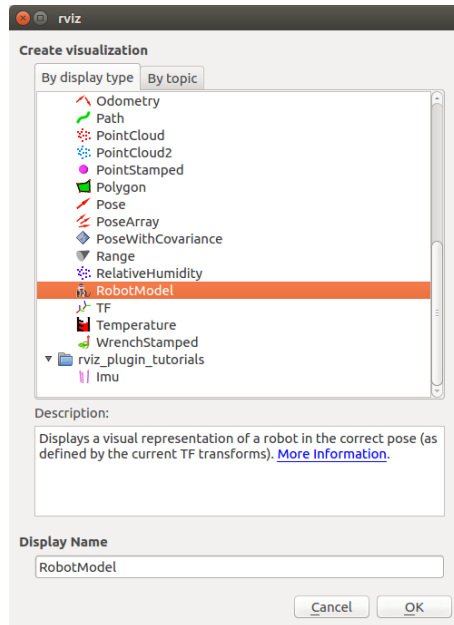 rviz
Create visualization
By display type By topic
Odometry
Path
PointCloud
PointCloud2
PointStamped
Polygon
Pose
PoseArray
PoseWithCovariance
Range
RelativeHumidity
RobotModel
TF
Temperature
WrenchStamped
rviz_plugin_tutorials
Imu
Description:
Displays a visual representation of a robot in the correct pose (as
defined by the current TF transforms). More Information.
Display Name
RobotModel
Cancel OK